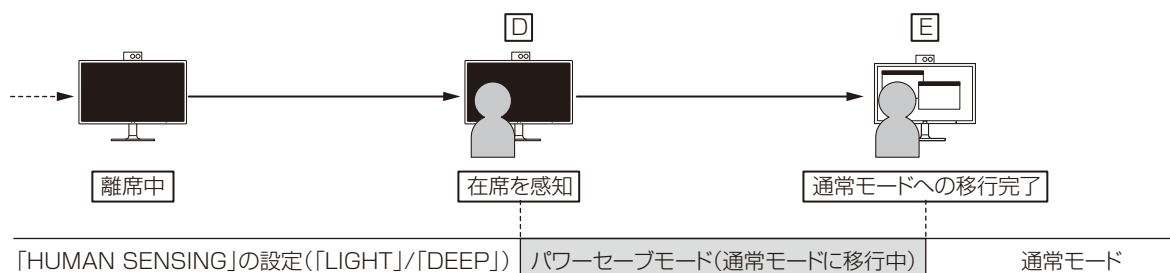 D
E
離席中
在席を感知
通常モードへの移行完了
「HUMAN SENSING」の設定(「LIGHT」/「DEEP」)
パワーセーブモード(通常モードに移行中)
通常モード